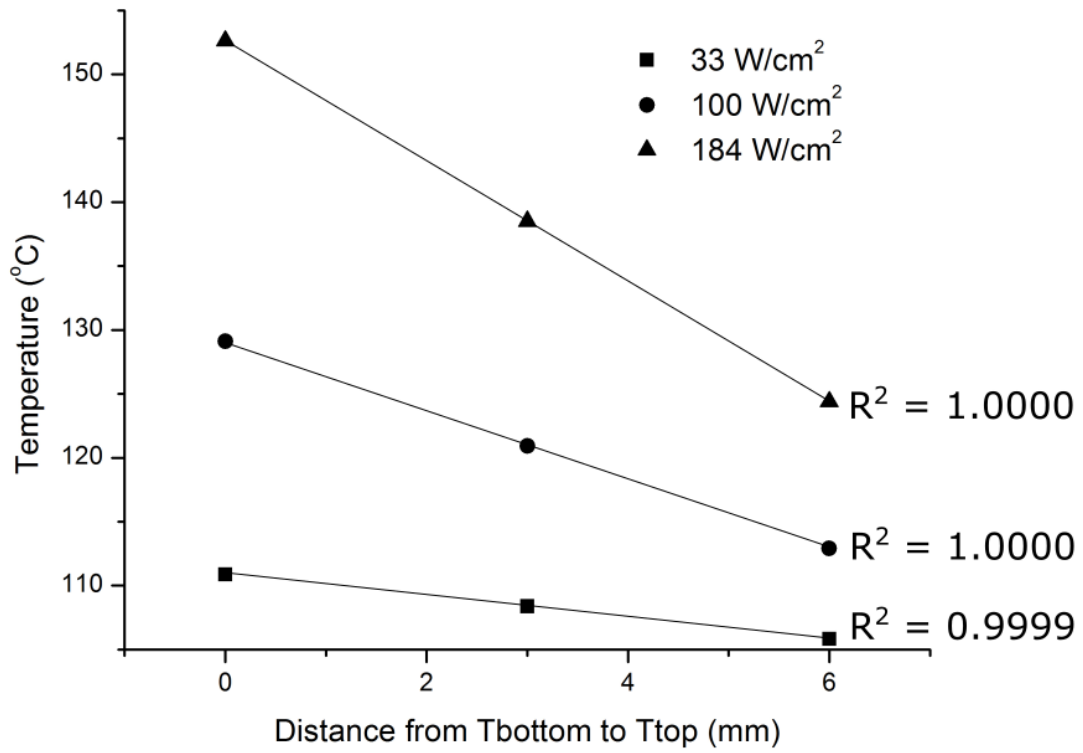 150
140
130
120
110
Temperature (°C)
33 W/cm²
100 W/cm²
184 W/cm²
R² = 1.0000
R² = 1.0000
R² = 0.9999
0 2 4 6
Distance from Tbottom to Ttop (mm)